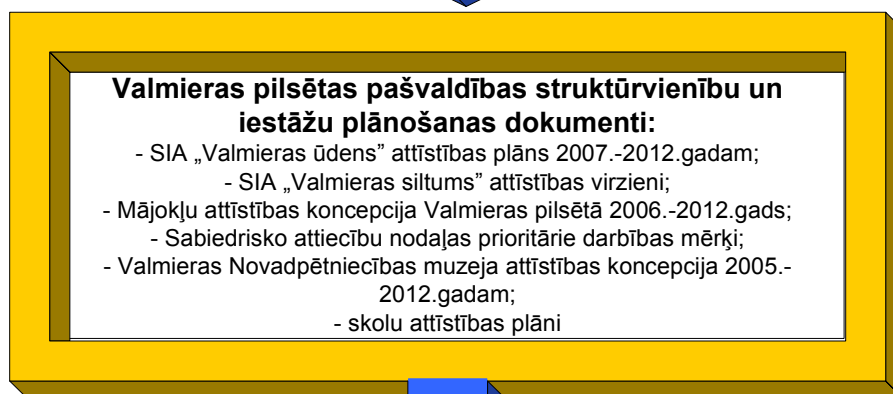 Valmieras pilsētas pašvaldības struktūrvienību un
iestāžu plānošanas dokumenti:
- SIA „Valmieras ūdens” attīstības plāns 2007.-2012.gadam;
- SIA „Valmieras siltums” attīstības virzieni;
- Mājokļu attīstības koncepcija Valmieras pilsētā 2006.-2012.gads;
- Sabiedrisko attiecību nodaļas prioritārie darbības mērķi;
- Valmieras Novadpētniecības muzeja attīstības koncepcija 2005.-
2012.gadam;
- skolu attīstības plāni